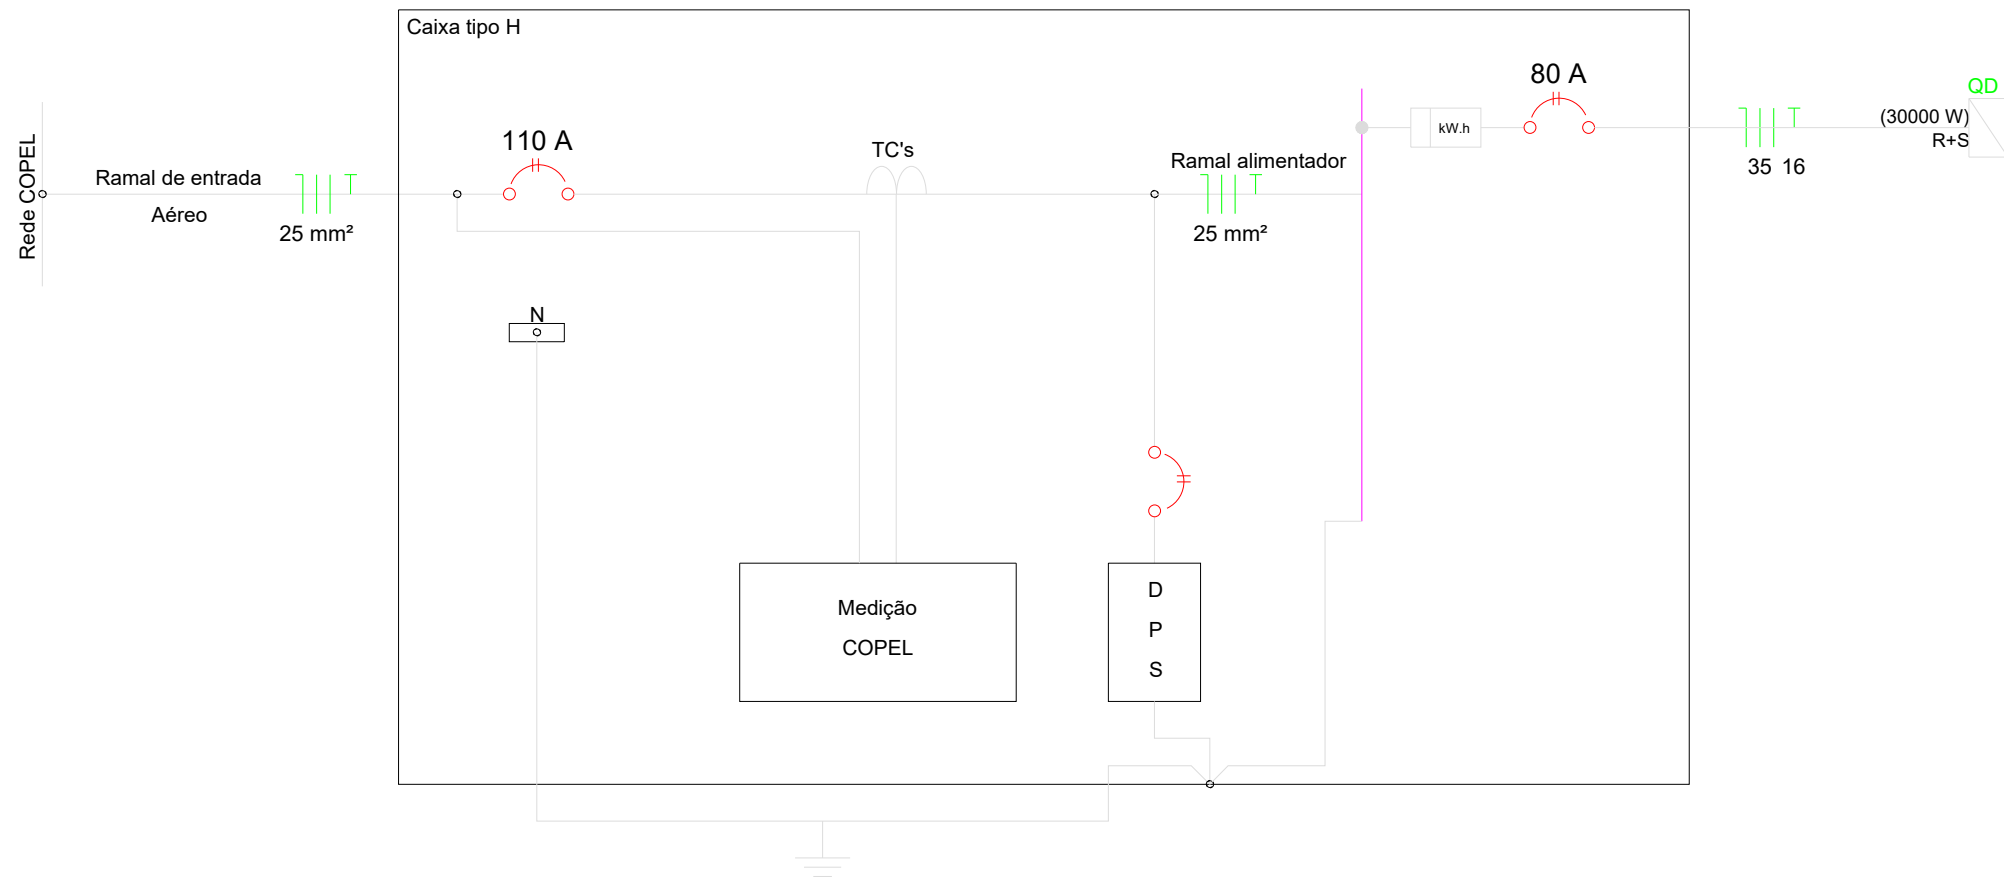 Caixa tipo H
80 A
QD
(30000 W)
R+S
kW.h
35 16
110 A
TC's
Ramal alimentador
25 mm²
Rede COPEL
Ramal de entrada
Aéreo
25 mm²
N
Medição
COPEL
D
P
S